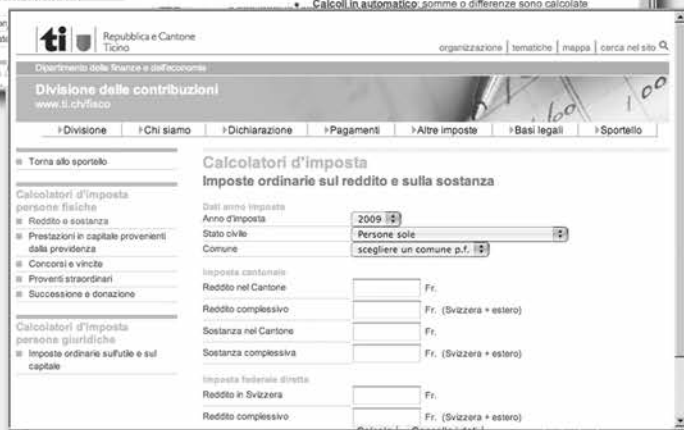 Calcoli in automatico: somme o differenze sono calcolate
ti
Repubblica e Cantone
Ticino
organizzazione | tematiche | mappa | cerca nel sito
Dipartimento delle finanze e dell'economia
Divisione delle contribuzioni
www.ti.ch/fisco
Divisione
Chi siamo
Dichiarazione
Pagamenti
Altre imposte
Basi legali
Sportello
Torna allo sportello
Calcolatori d'imposta
persone fisiche
Reddito e sostanza
Prestazioni in capitale provenienti
dalla previdenza
Concorsi e vincite
Proventi straordinari
Successione e donazione
Calcolatori d'imposta
persone giuridiche
Imposte ordinarie sull'utile e sul
capitale
Calcolatori d'imposta
Imposte ordinarie sul reddito e sulla sostanza
Dati anno imposta
Anno d'imposta 2009
Stato civile Persone sole
Comune scegliere un comune p.f.
Imposta cantonale
Reddito nel Cantone Fr.
Reddito complessivo Fr. (Svizzera + estero)
Sostanza nel Cantone Fr.
Sostanza complessiva Fr. (Svizzera + estero)
Imposta federale diretta
Reddito in Svizzera Fr.
Reddito complessivo Fr. (Svizzera + estero)